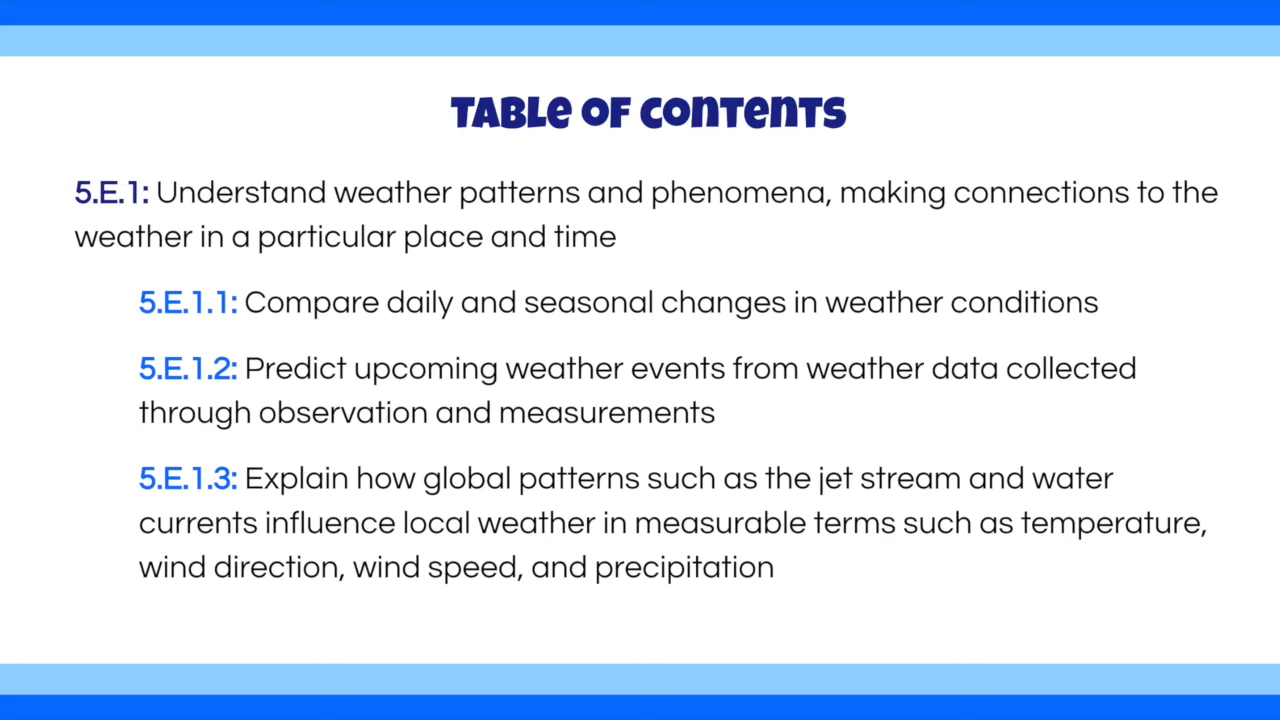 TABLE OF CONTENTS
5.E.1: Understand weather patterns and phenomena, making connections to the
weather in a particular place and time
5.E.1.1: Compare daily and seasonal changes in weather conditions
5.E.1.2: Predict upcoming weather events from weather data collected
through observation and measurements
5.E.1.3: Explain how global patterns such as the jet stream and water
currents influence local weather in measurable terms such as temperature,
wind direction, wind speed, and precipitation